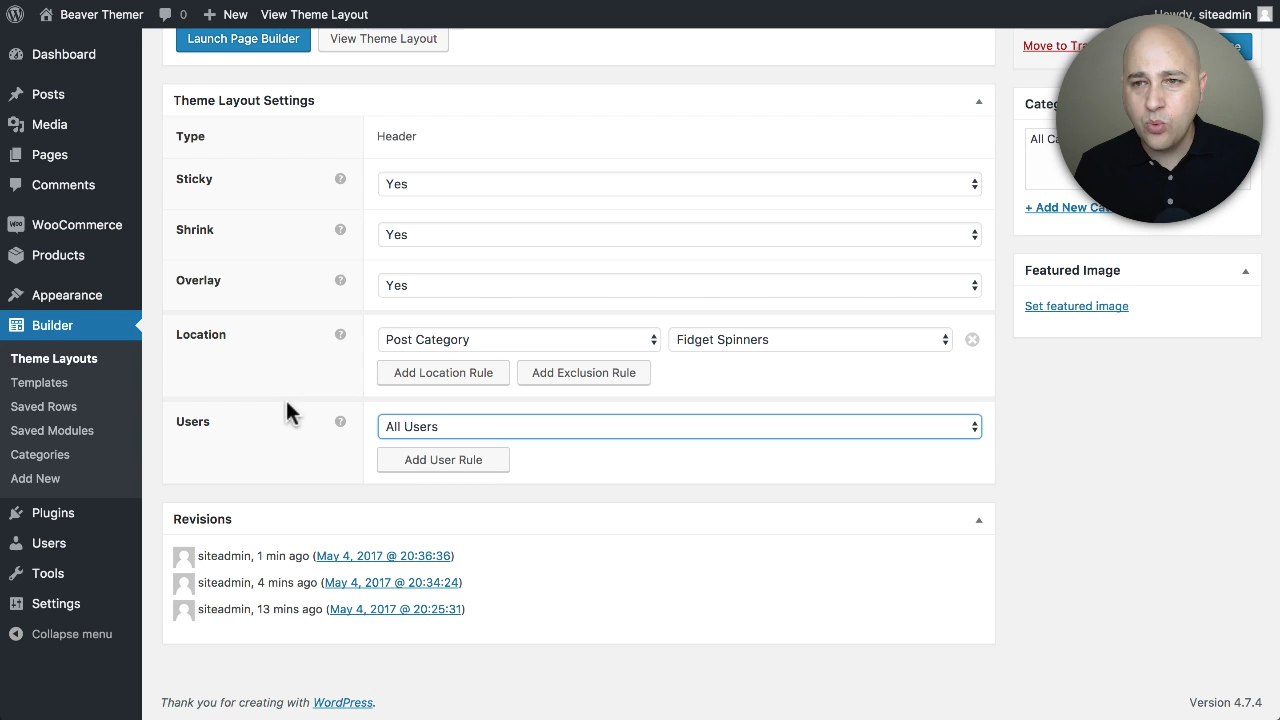 Beaver Themer 0 New View Theme Layout
siteadmin
Dashboard
Posts
Media
Pages
Comments
WooCommerce
Products
Appearance
Builder
Theme Layouts
Templates
Saved Rows
Saved Modules
Categories
Add New
Plugins
Users
Tools
Settings
Collapse menu
Launch Page Builder View Theme Layout
Theme Layout Settings
Type Header
Sticky ? Yes
Shrink ? Yes
Overlay ? Yes
Location ? Post Category Fidget Spinners
Add Location Rule Add Exclusion Rule
Users ? All Users
Add User Rule
Revisions
siteadmin, 1 min ago (May 4, 2017 @ 20:36:36)
siteadmin, 4 mins ago (May 4, 2017 @ 20:34:24)
siteadmin, 13 mins ago (May 4, 2017 @ 20:25:31)
Move to
All
+ Add New
Featured Image
Set featured image
Thank you for creating with WordPress.
Version 4.7.4